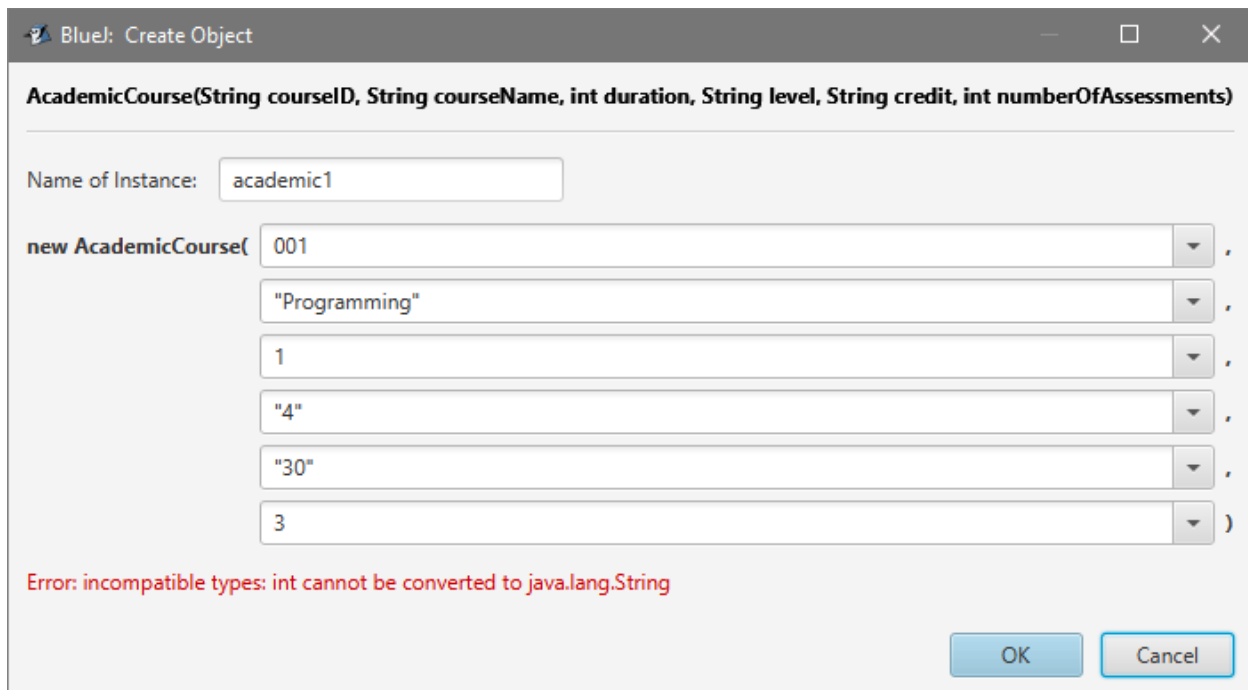 BlueJ: Create Object
AcademicCourse(String courseID, String courseName, int duration, String level, String credit, int numberOfAssessments)
Name of Instance: academic1
new AcademicCourse( 001 ,
"Programming" ,
1 ,
"4" ,
"30" ,
3 )
Error: incompatible types: int cannot be converted to java.lang.String
OK Cancel